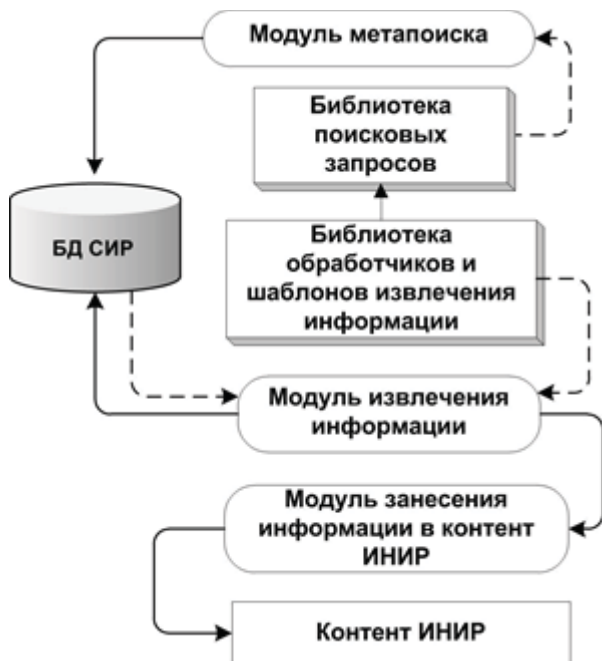 Модуль метапоиска
Библиотека
поисковых
запросов
БД СИР
Библиотека
обработчиков и
шаблонов извлечения
информации
Модуль извлечения
информации
Модуль занесения
информации в контент
ИНИР
Контент ИНИР